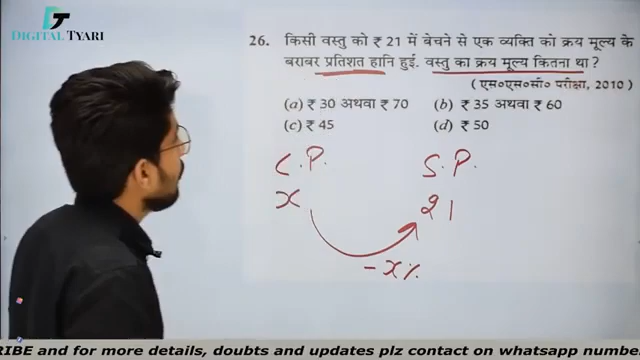 DIGITAL TYARI
26. किसी वस्तु को ₹ 21 में बेचने से एक व्यक्ति को क्रय मूल्य के
बराबर प्रतिशत हानि हुई. वस्तु का क्रय मूल्य कितना था ?
( एस०एस०सी० परीक्षा, 2010 )
(a) ₹ 30 अथवा ₹ 70 (b) ₹ 35 अथवा ₹ 60
(c) ₹ 45 (d) ₹ 50
C.P. S.P.
x 21
-x%
RIBE and for more details, doubts and updates plz contact on whatsapp number